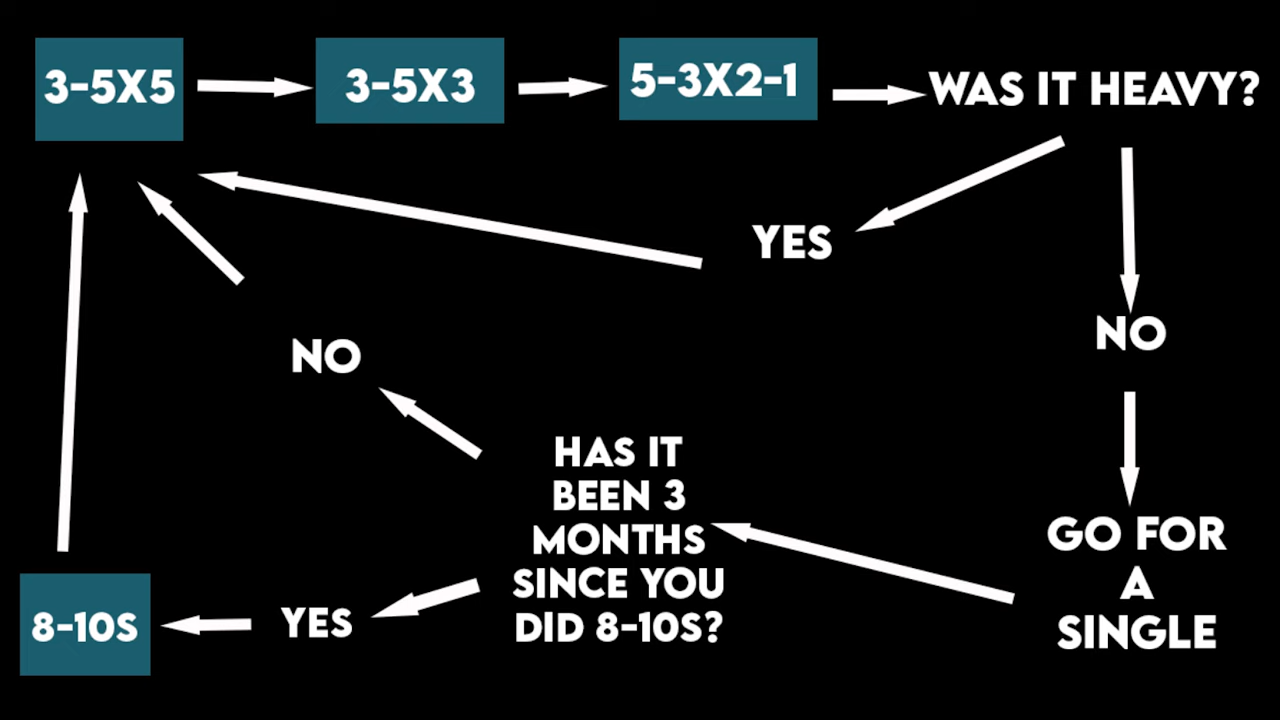 3-5X5
3-5X3
5-3X2-1
WAS IT HEAVY?
YES
NO
NO
HAS IT
BEEN 3
MONTHS
SINCE YOU
DID 8-10S?
GO FOR
A
SINGLE
YES
8-10S